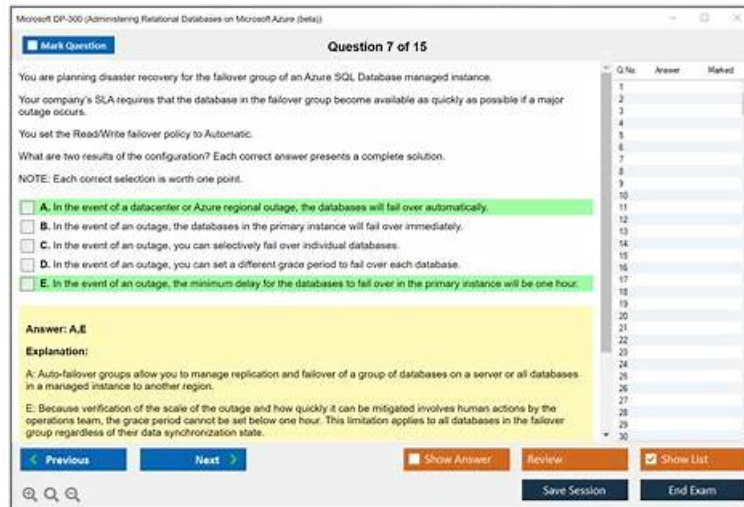 Microsoft DP-300 (Administering Relational Databases on Microsoft Azure (beta))
Mark Question
Question 7 of 15
You are planning disaster recovery for the failover group of an Azure SQL Database managed instance.
Your company's SLA requires that the database in the failover group become available as quickly as possible if a major
outage occurs.
You set the Read/Write failover policy to Automatic.
What are two results of the configuration? Each correct answer presents a complete solution.
NOTE: Each correct selection is worth one point.
A. In the event of a datacenter or Azure regional outage, the databases will fail over automatically.
B. In the event of an outage, the databases in the primary instance will fail over immediately.
C. In the event of an outage, you can selectively fail over individual databases.
D. In the event of an outage, you can set a different grace period to fail over each database.
E. In the event of an outage, the minimum delay for the databases to fail over in the primary instance will be one hour.
Answer: A,E
Explanation:
A: Auto-failover groups allow you to manage replication and failover of a group of databases on a server or all databases
in a managed instance to another region.
E: Because verification of the scale of the outage and how quickly it can be mitigated involves human actions by the
operations team, the grace period cannot be set below one hour. This limitation applies to all databases in the failover
group regardless of their data synchronization state.
Q.No Answer Marked
1
2
3
4
5
6
7
8
9
10
11
12
13
14
15
16
17
18
19
20
21
22
23
24
25
26
27
28
29
30
Previous
Next
Show Answer
Review
Show List
Save Session
End Exam